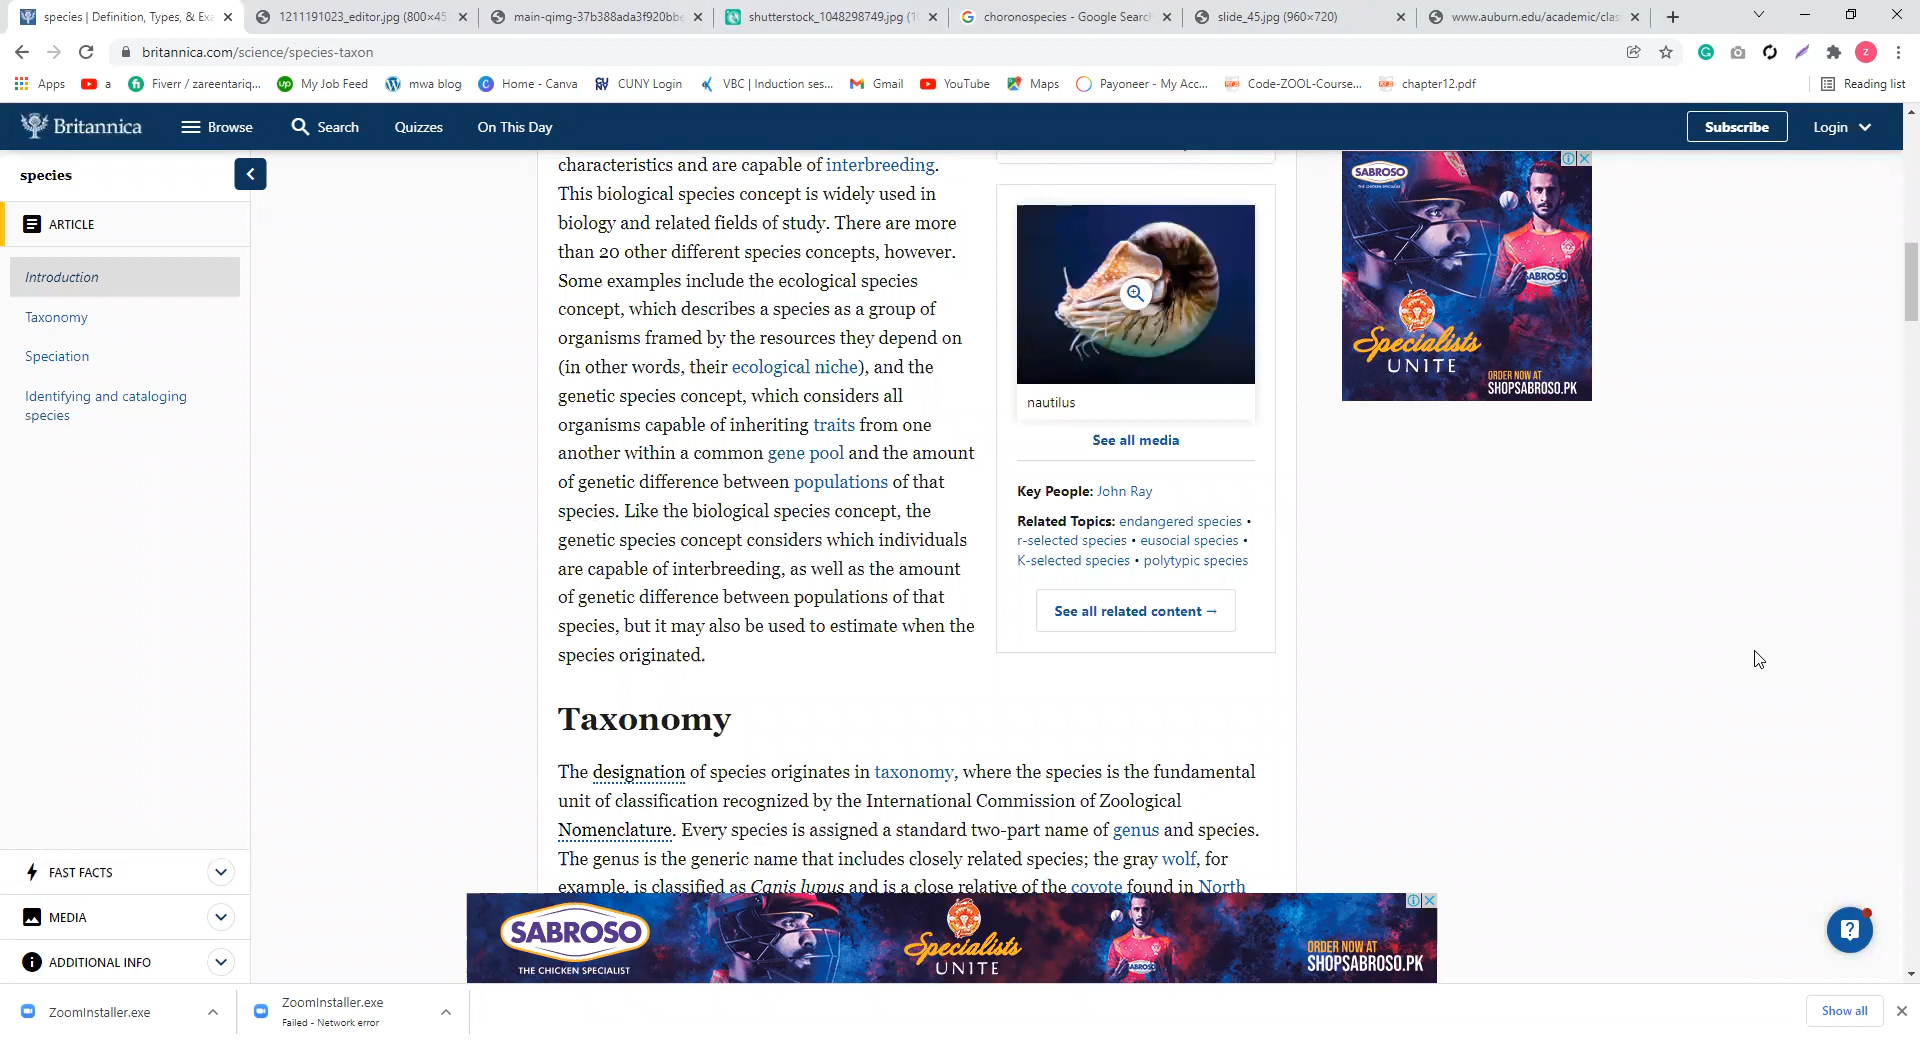 species | Definition, Types, & Exa
1211191023_editor.jpg (800×45
main-qimg-37b388ada3f920bbe
shutterstock_1048298749.jpg (1
choronospecies - Google Search
slide_45.jpg (960×720)
www.auburn.edu/academic/clas
britannica.com/science/species-taxon
Z
Apps
a
Fiverr / zareentariq...
My Job Feed
mwa blog
Home - Canva
CUNY Login
VBC | Induction ses...
Gmail
YouTube
Maps
Payoneer - My Acc...
Code-ZOOL-Course...
chapter12.pdf
Reading list
Britannica
Browse
Search
Quizzes
On This Day
Subscribe
Login
species
ARTICLE
Introduction
Taxonomy
Speciation
Identifying and cataloging
species
FAST FACTS
MEDIA
ADDITIONAL INFO
characteristics and are capable of interbreeding.
This biological species concept is widely used in
biology and related fields of study. There are more
than 20 other different species concepts, however.
Some examples include the ecological species
concept, which describes a species as a group of
organisms framed by the resources they depend on
(in other words, their ecological niche), and the
genetic species concept, which considers all
organisms capable of inheriting traits from one
another within a common gene pool and the amount
of genetic difference between populations of that
species. Like the biological species concept, the
genetic species concept considers which individuals
are capable of interbreeding, as well as the amount
of genetic difference between populations of that
species, but it may also be used to estimate when the
species originated.
nautilus
See all media
Key People: John Ray
Related Topics: endangered species •
r-selected species • eusocial species •
K-selected species • polytypic species
See all related content →
Taxonomy
The designation of species originates in taxonomy, where the species is the fundamental
unit of classification recognized by the International Commission of Zoological
Nomenclature. Every species is assigned a standard two-part name of genus and species.
The genus is the generic name that includes closely related species; the gray wolf, for
example, is classified as Canis lupus and is a close relative of the coyote found in North
SABROSO
THE CHICKEN SPECIALIST
SABROSO
Specialists
UNITE
ORDER NOW AT
SHOPSABROSO.PK
SABROSO
THE CHICKEN SPECIALIST
Specialists
UNITE
SABROSO
ORDER NOW AT
SHOPSABROSO.PK
ZoomInstaller.exe
ZoomInstaller.exe
Failed - Network error
Show all